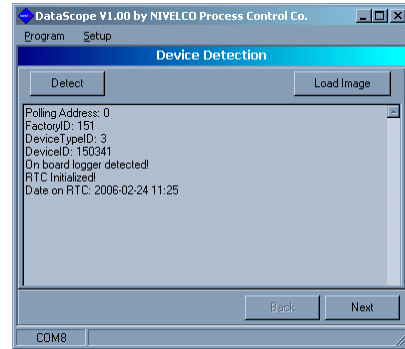 DataScope V1.00 by NIVELCO Process Control Co.
Program Setup
Device Detection
Detect Load Image
Polling Address: 0
FactoryID: 151
DeviceTypeID: 3
DeviceID: 150341
On board logger detected!
RTC Initialized!
Date on RTC: 2006-02-24 11:25
Back Next
COM8